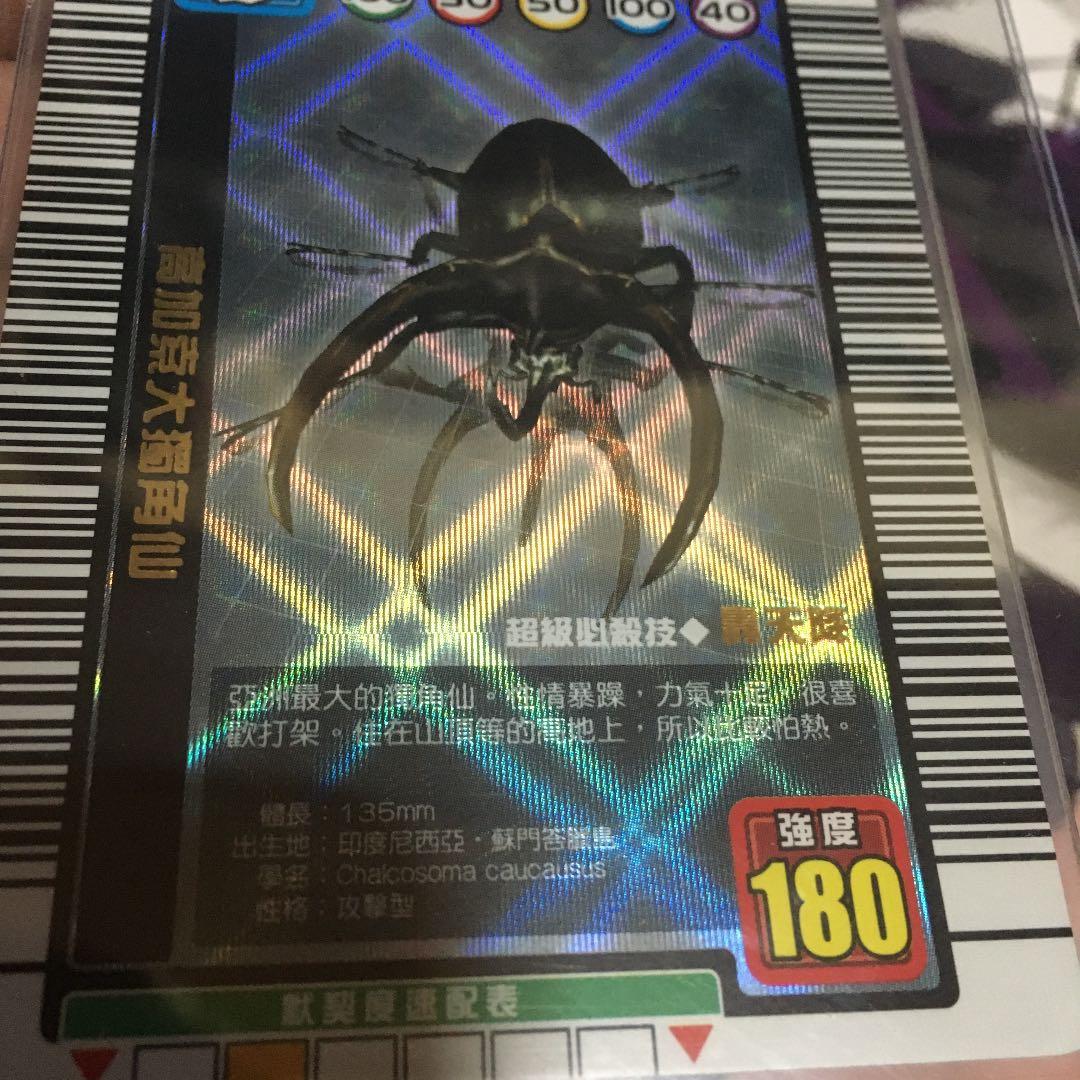 50
50
100
40
高加索大獨角仙
超級必殺技◆轟天降
亞洲最大的獨角仙。性情暴躁，力氣十足，很喜
歡打架。住在山頂等的高地上，所以比較怕熱。
體長：135mm
出生地：印度尼西亞・蘇門答臘島
學名：Chalcosoma caucausus
性格：攻擊型
強度
180
默契度速配表